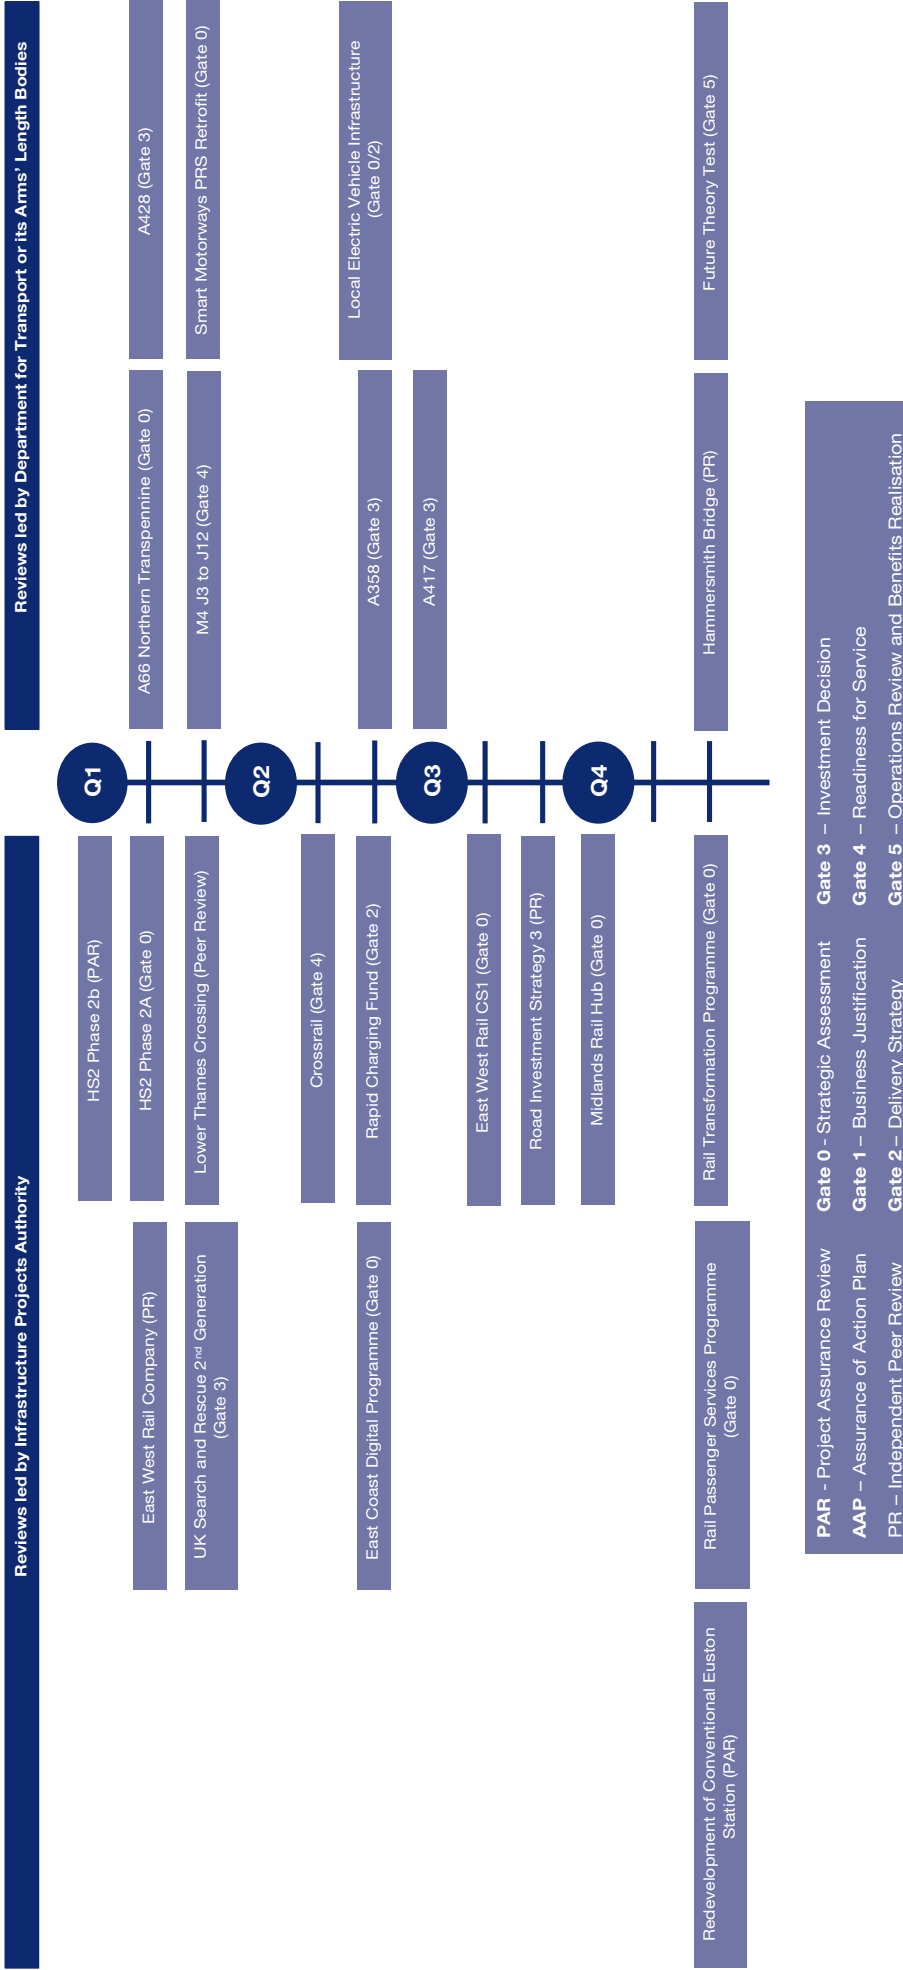 Reviews led by Infrastructure Projects Authority
Reviews led by Department for Transport or its Arms’ Length Bodies
Q1
HS2 Phase 2b (PAR)
East West Rail Company (PR)
HS2 Phase 2A (Gate 0)
A66 Northern Transpennine (Gate 0)
A428 (Gate 3)
UK Search and Rescue 2nd Generation
(Gate 3)
Lower Thames Crossing (Peer Review)
M4 J3 to J12 (Gate 4)
Smart Motorways PRS Retrofit (Gate 0)
Q2
Crossrail (Gate 4)
East Coast Digital Programme (Gate 0)
Rapid Charging Fund (Gate 2)
A358 (Gate 3)
Local Electric Vehicle Infrastructure
(Gate 0/2)
A417 (Gate 3)
Q3
East West Rail CS1 (Gate 0)
Road Investment Strategy 3 (PR)
Q4
Midlands Rail Hub (Gate 0)
Redevelopment of Conventional Euston
Station (PAR)
Rail Passenger Services Programme
(Gate 0)
Rail Transformation Programme (Gate 0)
Hammersmith Bridge (PR)
Future Theory Test (Gate 5)
PAR - Project Assurance Review Gate 0 - Strategic Assessment Gate 3 – Investment Decision
AAP – Assurance of Action Plan Gate 1 – Business Justification Gate 4 – Readiness for Service
PR – Independent Peer Review Gate 2 – Delivery Strategy Gate 5 – Operations Review and Benefits Realisation